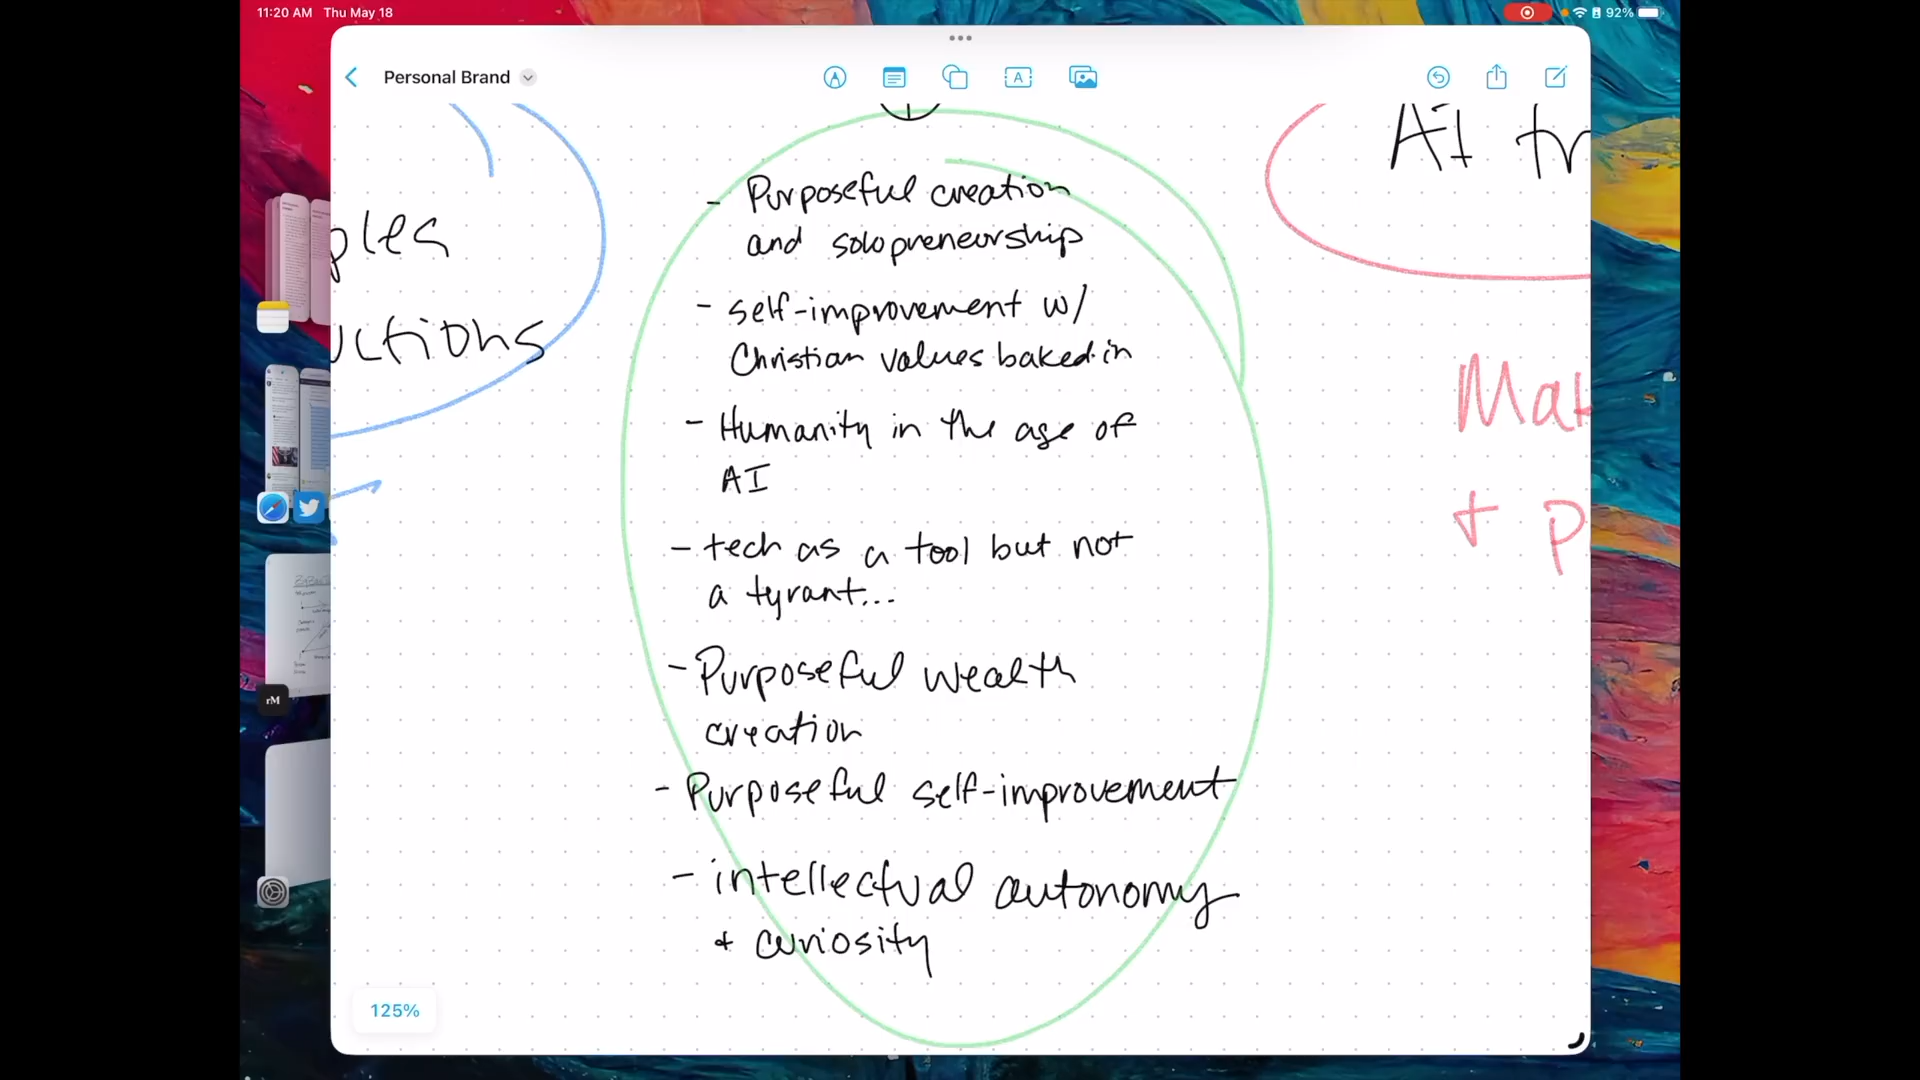 11:20 AM Thu May 18
92%
Personal Brand
A
AI tr
ples
uctions
- Purposeful creation
and solopreneurship
- self-improvement w/
Christian values baked in
- Humanity in the age of
AI
- tech as a tool but not
a tyrant...
- Purposeful wealth
creation
- Purposeful self-improvement
- intellectual autonomy
+ curiosity
Mat
+ P
rM
125%